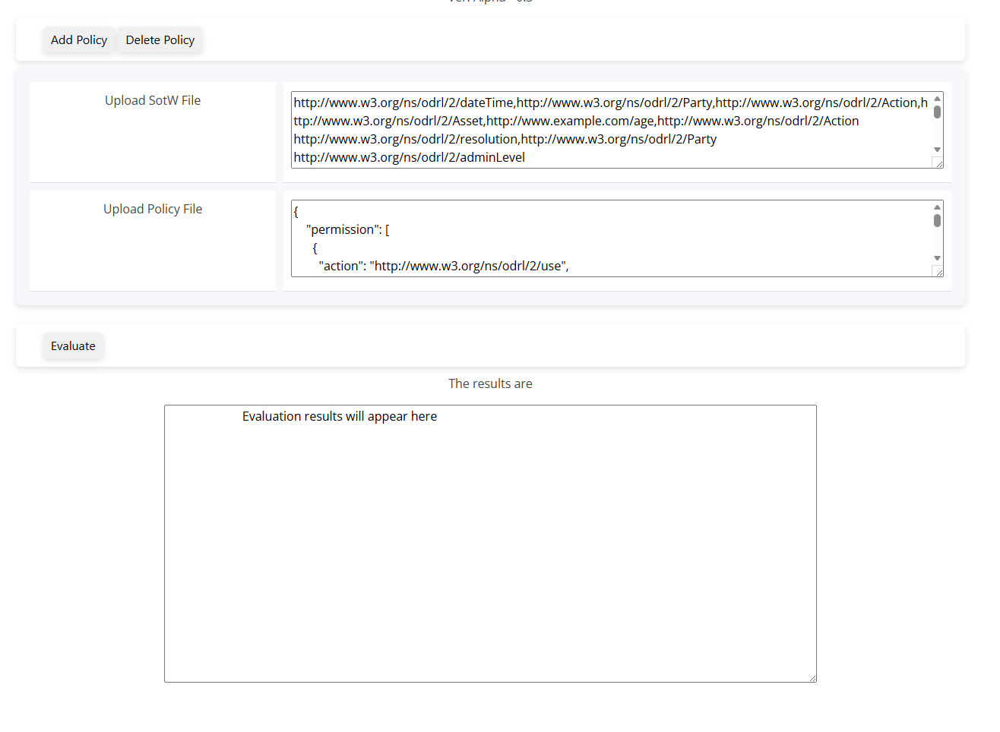 Ver: Alpha - 0.5
Add Policy Delete Policy
Upload SotW File
http://www.w3.org/ns/odrl/2/dateTime,http://www.w3.org/ns/odrl/2/Party,http://www.w3.org/ns/odrl/2/Action,h
ttp://www.w3.org/ns/odrl/2/Asset,http://www.example.com/age,http://www.w3.org/ns/odrl/2/Action
http://www.w3.org/ns/odrl/2/resolution,http://www.w3.org/ns/odrl/2/Party
http://www.w3.org/ns/odrl/2/adminLevel
Upload Policy File
{
"permission": [
{
"action": "http://www.w3.org/ns/odrl/2/use",
Evaluate
The results are
Evaluation results will appear here